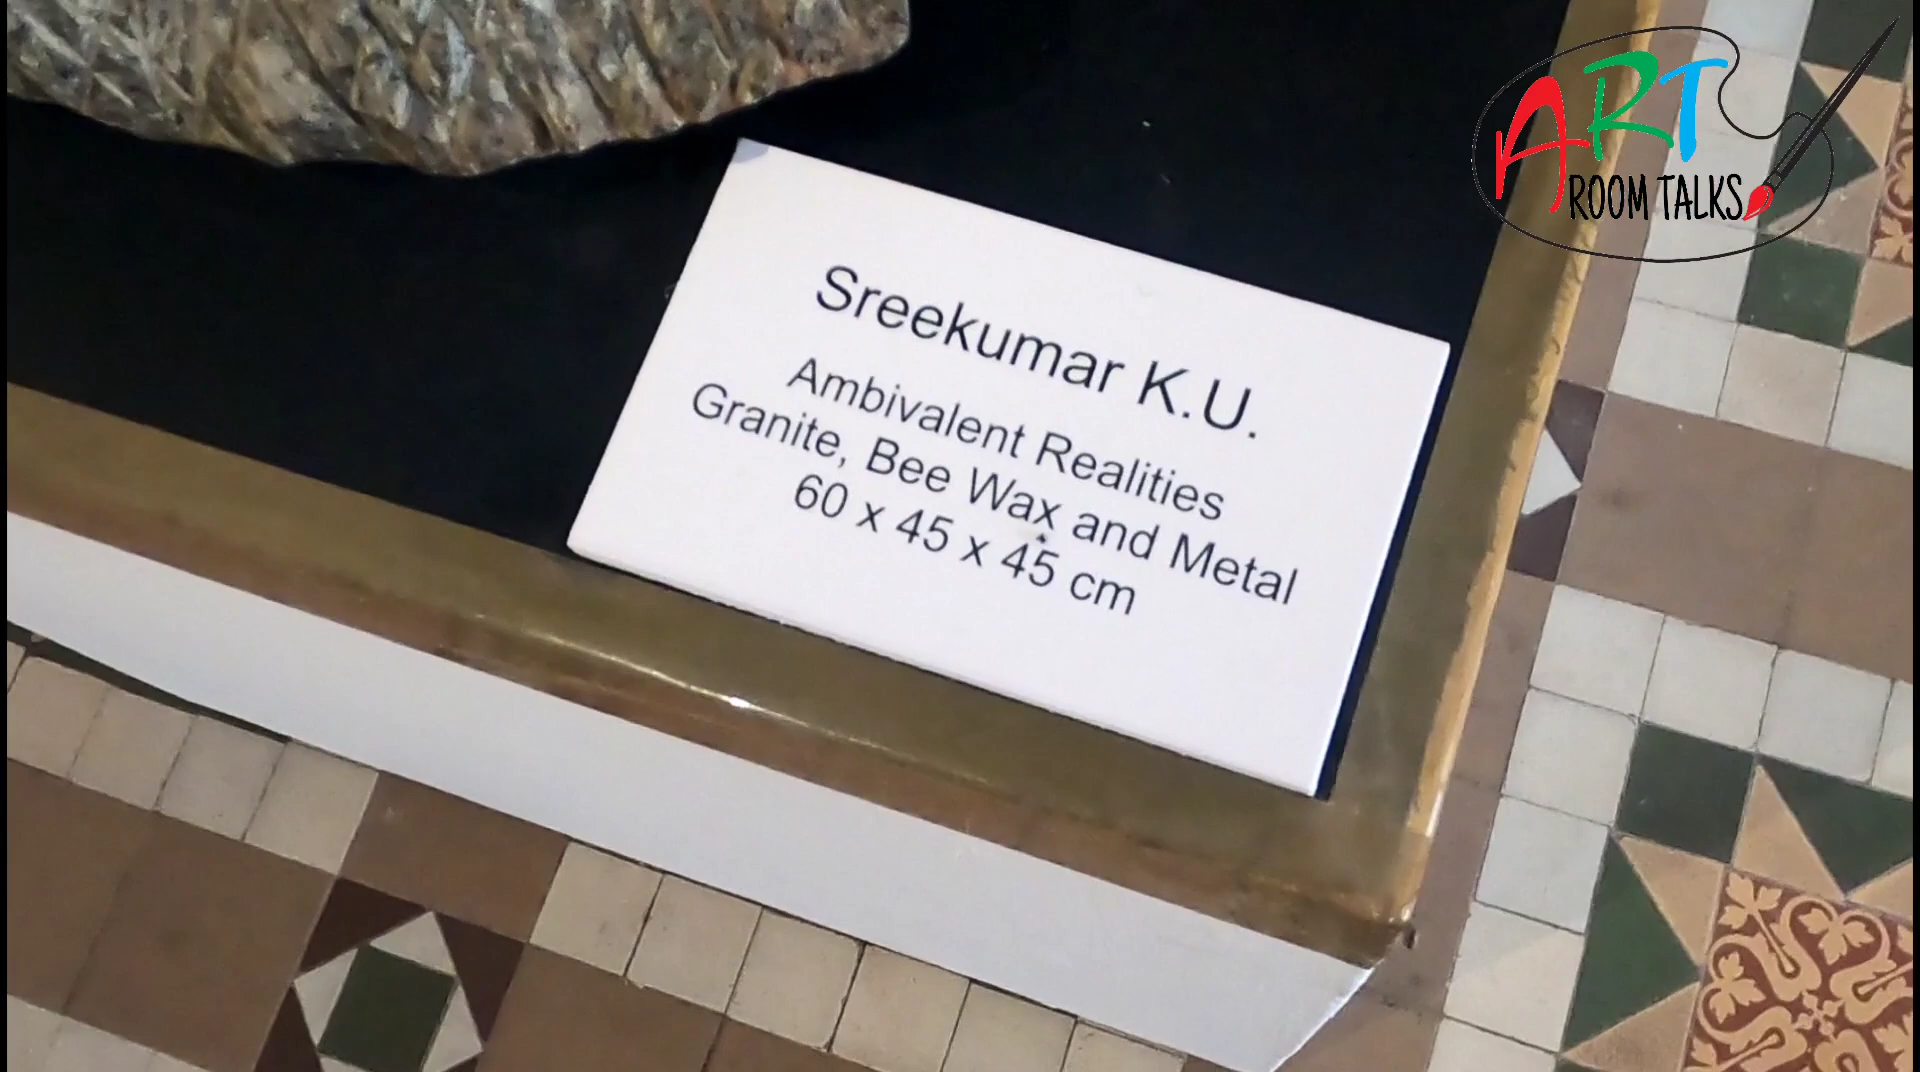 ART
ROOM TALKS
Sreekumar K.U.
Ambivalent Realities
Granite, Bee Wax and Metal
60 x 45 x 45 cm